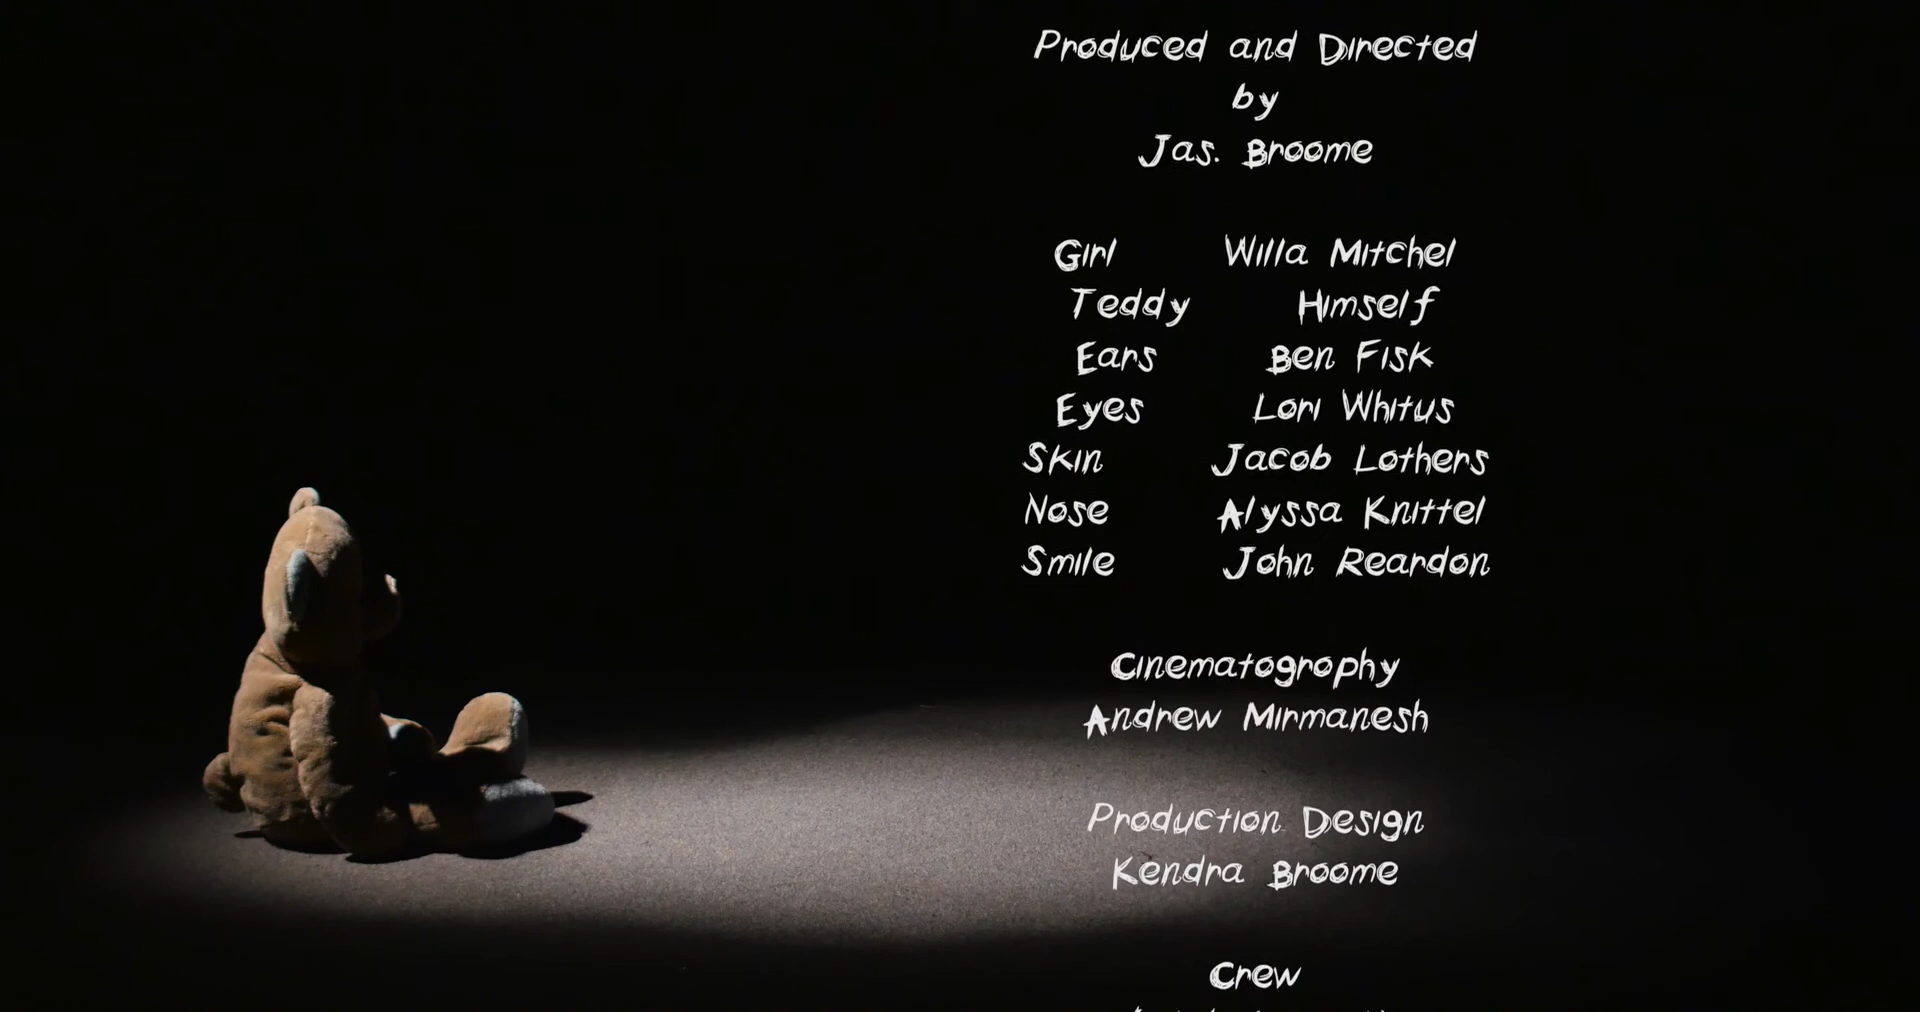 Produced and Directed
by
Jas. Broome
Girl Willa Mitchel
Teddy Himself
Ears Ben Fisk
Eyes Lori Whitus
Skin Jacob Lothers
Nose Alyssa Knittel
Smile John Reardon
Cinematogrophy
Andrew Mirmanesh
Production Design
Kendra Broome
Crew